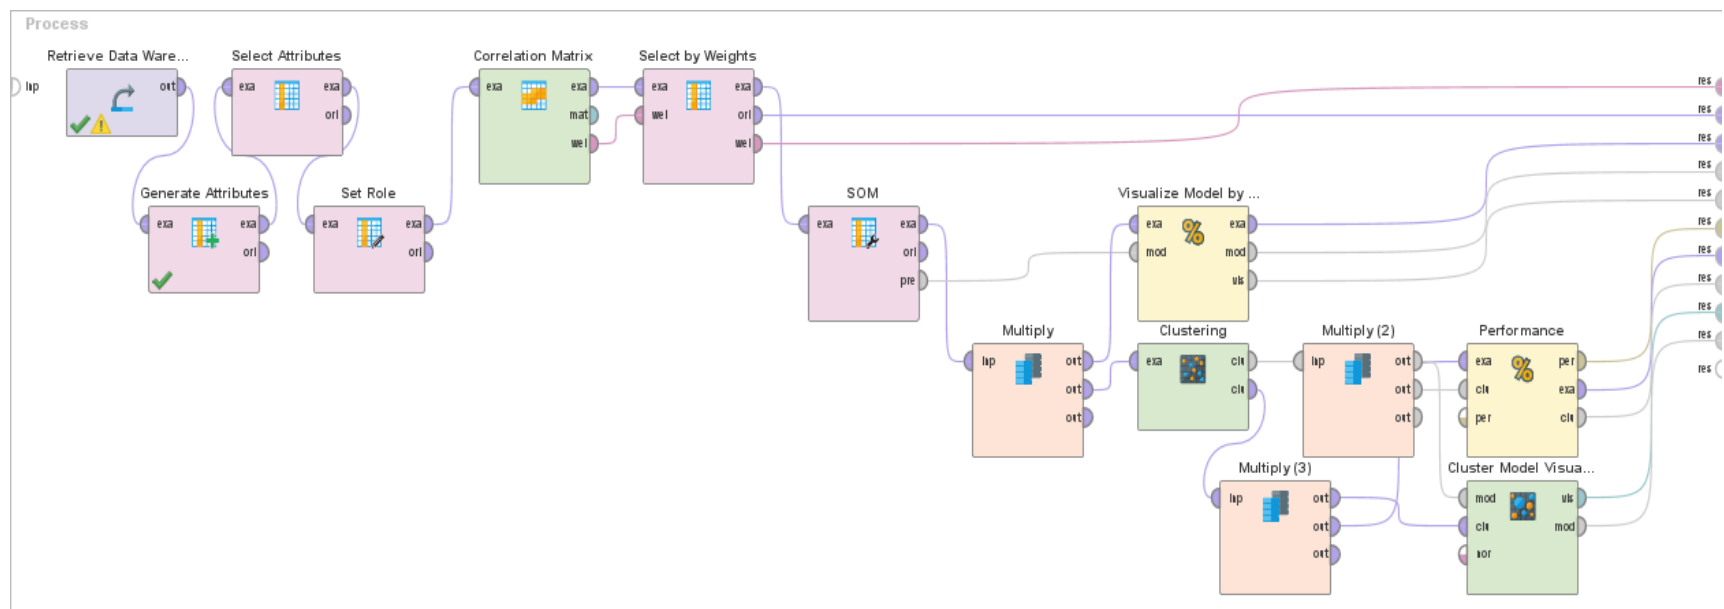 Process
Retrieve Data Ware...
inp
out
Select Attributes
exa
exa
ori
Generate Attributes
exa
exa
ori
Set Role
exa
exa
ori
Correlation Matrix
exa
exa
mat
wei
Select by Weights
exa
exa
wei
ori
wei
SOM
exa
exa
ori
pre
Visualize Model by ...
exa
exa
mod
mod
vis
Multiply
inp
out
out
out
Clustering
exa
clu
clu
Multiply (2)
inp
out
out
out
Performance
exa
per
clu
exa
per
clu
Multiply (3)
inp
out
out
out
Cluster Model Visua...
mod
vis
clu
mod
nor
res
res
res
res
res
res
res
res
res
res
res